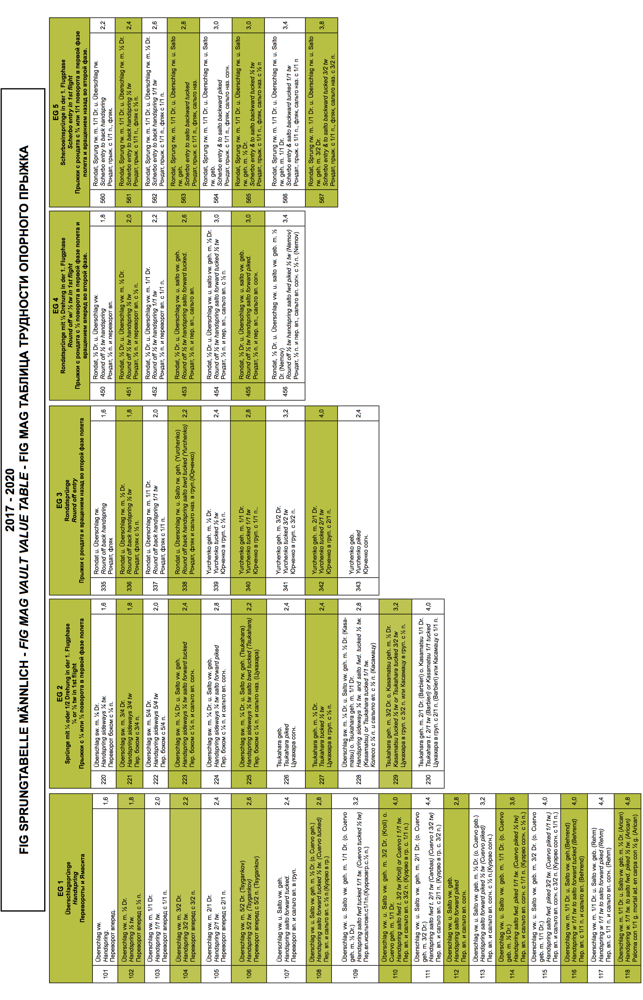 2017 - 2020
FIG SPRUNGTABELLE MÄNNLICH - FIG MAG VAULT VALUE TABLE - FIG MAG ТАБЛИЦА ТРУДНОСТИ ОПОРНОГО ПРЫЖКА
EG 1
Überschlagsprünge
Handspring
Перевороты и Ямасита
101
Überschlag vw.
Handspring.
Переворот вперед.
1,6
102
Überschlag vw. m. ½ Dr.
Handspring ½ tw.
Переворот вперед с ½ п.
1,8
103
Überschlag vw. m. 1/1 Dr.
Handspring 1/1 tw.
Переворот вперед с 1/1 п.
2,0
104
Überschlag vw. m. 3/2 Dr.
Handspring 3/2 tw.
Переворот вперед с 3/2 п.
2,2
105
Überschlag vw. m. 2/1 Dr.
Handspring 2/1 tw.
Переворот вперед с 2/1 п.
2,4
106
Überschlag vw. m. 5/2 Dr. (Tsygankov)
Handspring 5/2 tw. (Tsygankov)
Переворот вперед с 5/2 п. (Tsygankov)
2,6
107
Überschlag vw. u. Salto vw. geh.
Handspring salto forward tucked.
Переворот вп. и сальто вп. в груп.
2,4
108
Überschlag vw. u. Salto vw. geh. m. ½ Dr. (o. Cuervo geh.)
Handspring salto forward tucked ½ tw. (Cuervo tucked)
Пер. вп. и сальто вп. с ½ п.(Куэрво в гр.)
2,8
109
Überschlag vw. u. Salto vw. geh. m. 1/1 Dr. (o. Cuervo
geh. m. ½ Dr.)
Handspring salto fwd tucked 1/1 tw. (Cuervo tucked ½ tw)
Пер.вп.исальтовп.с1/1п.(Куэрвовгр.с.½ п.)
3,2
110
Überschlag vw. u. Salto vw. geh. m. 3/2 Dr. (Kroll) o.
Cuervo geh. m. 1/1 Dr.
Handspring salto fwd t. 3/2 tw (Kroll) or Cuervo t 1/1 tw.
Пер. вп. и сальто вп. с 3/2 п. (Куэрво в гр. с. 1/1 п.)
4,0
111
Überschlag vw. u. Salto vw. geh. m. 2/1 Dr. (o. Cuervo
geh. m. 3/2 Dr.)
Handspring salto fwd t. 2/1 tw (Canbas) (Cuervo t 3/2 tw)
Пер. вп. и сальто вп. с 2/1 п. (Куэрво в гр. с. 3/2 п.)
4,4
112
Überschlag vw. u. Salto vw. geb.
Handspring salto forward piked
Пер. вп. и сальто вп. согн.
2,8
113
Überschlag vw. u. Salto vw. geb. m. ½ Dr. (o. Cuervo geb.)
Handspring salto forward piked ½ tw (Cuervo piked)
Пер. вп. и сальто вп. согн. с ½ п.(Куэрво согн.)
3,2
114
Überschlag vw. u. Salto vw. geb. m. 1/1 Dr. (o. Cuervo
geb. m. ½ Dr.)
Handspring salto fwd. piked 1/1 tw. (Cuervo piked ½ tw)
Пер. вп. и сальто вп. согн. с 1/1 п. (Куэрво согн. с ½ п.)
3,6
115
Überschlag vw. u. Salto vw. geb. m. 3/2 Dr. (o. Cuervo
geb. m. 1/1 Dr.)
Handspring salto fwd. piked 3/2 tw. (Cuervo piked 1/1 tw.)
Пер. вп. и сальто вп. согн. с 3/2 п. (Куэрво согн. с 1/1 п.)
4,0
116
Überschlag vw. m. 1/1 Dr. u. Salto vw. geh.(Behrend)
Handspring w 1/1 tw to salto forward tucked (Behrend)
Пер. вп. с 1/1 п. и сальто вп. (Behrend)
4,0
117
Überschlag vw. m. 1/1 Dr. u. Salto vw. geb. (Rehm)
Handspring w 1/1 tw to salto forward piked (Rehm)
Пер. вп. с 1/1 п. и сальто вп. согн. (Rehm)
4,4
118
Überschlag vw. m. 1/1 Dr. u. Salto vw. geb. m. ½ Dr. (Arican)
Handspring w. 1/1 tw. to salto fwd. piked ½ tw. (Arican)
Paloma con 1/1 g. mortal ad. en carpa con ½ g. (Arican)
4,8
EG 2
Sprünge mit ¼ oder 1/2 Drehung in der 1. Flugphase
¼ or ½ tw in 1st flight
Прыжки с ¼ или ½ поворота в первой фазе полета
220
Überschlag sw. m. ¼ Dr.
Handspring sideways ¼ tw.
Переворот боком с ¼ п.
1,6
221
Überschlag sw. m. 3/4 Dr.
Handspring sideways 3/4 tw
Пер. боком с 3/4 п.
1,8
222
Überschlag sw. m. 5/4 Dr.
Handspring sideways 5/4 tw
Пер. боком с 5/4 п.
2,0
223
Überschlag sw. m. ¼ Dr. u. Salto vw. geh.
Handspring sideways ¼ tw salto forward tucked
Пер. боком с ¼ п. и сальто вп. согн.
2,4
224
Überschlag sw. m. ¼ Dr. u. Salto vw. geb.
Handspring sideways ¼ tw salto forward piked
Пер. боком с ¼ п. и сальто вп. согн.
2,8
225
Überschlag sw. m. ¼ Dr. u. Salto rw. geh. (Tsukahara)
Handspring sideways ¼ tw salto bwd tucked (Tsukahara)
Пер. боком с ¼ п. и сальто наз. (Цукахара)
2,2
226
Tsukahara geb.
Tsukahara piked
Цукахара согн.
2,4
227
Tsukahara geh. m. ½ Dr.
Tsukahara tucked ½ tw
Цукахара в груп. с ½ п.
2,4
228
Überschlag sw. m. ¼ Dr. u. Salto vw. geh. m. ½ Dr. (Kasa-
matsu) o. Tsukahara geh. m. 1/1 Dr.
Handspring sideways ¼ tw. and salto fwd. tucked ½ tw.
(Kasamatsu) or Tsukahara tucked 1/1 tw.
Колесо с ¼ п. и сальто вп. с ½ п. (Касамацу)
2,8
229
Tsukahara geh. m. 3/2 Dr. o. Kasamatsu geh. m. ½ Dr.
Kasamatsu tucked ½ tw or Tsukahara tucked 3/2 tw
Цукахара в груп. с 3/2 п. или Касамацу в груп. с ½ п.
3,2
230
Tsukahara geh. m. 2/1 Dr. (Barbieri) o. Kasamatsu 1/1 Dr.
Tsukahara t. 2/1 tw (Barbieri) or Kasamatsu 1/1 tucked
Цукахара в груп. с 2/1 п. (Barbieri) или Касамацу с 1/1 п.
4,0
EG 3
Rondatsprünge
Round off entry
Прыжки с рондата и вращением назад во второй фазе полета
335
Rondat u. Überschlag rw.
Round off back handspring
Рондат, фляк
1,6
336
Rondat u. Überschlag rw. m. ½ Dr.
Round off back handspring ½ tw
Рондат, фляк с ½ п.
1,8
337
Rondat u. Überschlag rw. m. 1/1 Dr.
Round off back handspring 1/1 tw
Рондат, фляк с 1/1 п.
2,0
338
Rondat u. Überschlag rw. u. Salto rw. geh. (Yurchenko)
Round off back handspring salto bwd tucked (Yurchenko)
Рондат, фляк и сальто наз. в груп.(Юрченко)
2,2
339
Yurchenko geh. m. ½ Dr.
Yurchenko tucked ½ tw
Юрченко в груп. с ½ п.
2,4
340
Yurchenko geh. m. 1/1 Dr.
Yurchenko tucked 1/1 tw
Юрченко в груп. с 1/1 п..
2,8
341
Yurchenko geh. m. 3/2 Dr.
Yurchenko tucked 3/2 tw
Юрченко в груп. с 3/2 п.
3,2
342
Yurchenko geh. m. 2/1 Dr.
Yurchenko tucked 2/1 tw
Юрченко в груп. с 2/1 п.
4,0
343
Yurchenko geb.
Yurchenko piked
Юрченко согн.
2,4
EG 4
Rondatsprünge mit ½ Drehung in der 1. Flugphase
Round off w/ ½ tw in 1st flight
Прыжки с рондата с ½ поворота в первой фазе полета и
вращением вперед во второй фазе.
450
Rondat, ½ Dr. u. Überschlag vw.
Round off ½ tw handspring
Рондат, ½ п. и переворот вп.
1,8
451
Rondat, ½ Dr. u. Überschlag vw. m. ½ Dr.
Round off ½ tw handspring ½ tw
Рондат, ½ п. и переворот вп. с ½ п.
2,0
452
Rondat, ½ Dr. u. Überschlag vw. m. 1/1 Dr.
Round off ½ tw handspring 1/1 tw
Рондат, ½ п. и переворот вп. с 1/1 п.
2,2
453
Rondat, ½ Dr. u. Überschlag vw. u. salto vw. geh.
Round off ½ tw handspring salto forward tucked.
Рондат, ½ п. и пер. вп., сальто вп.
2,6
454
Rondat, ½ Dr. u. Überschlag vw. u. salto vw. geh. m. ½ Dr.
Round off ½ tw handspring salto forward tucked ½ tw
Рондат, ½ п. и пер. вп., сальто вп. с ½ п.
3,0
455
Rondat, ½ Dr. u. Überschlag vw. u. salto vw. geb.
Round off ½ tw handspring salto forward piked.
Рондат, ½ п. и пер. вп., сальто вп. согн.
3,0
456
Rondat, ½ Dr. u. Überschlag vw. u. salto vw. geb. m. ½
Dr. (Nemov)
Round off ½ tw handspring salto fwd piked ½ tw (Nemov)
Рондат, ½ п. и пер. вп., сальто вп. согн. с ½ п. (Nemov)
3,4
EG 5
Scherboeinsprünge in der 1. Flugphase
Scherbo entry in 1st flight
Прыжки с рондата с ¾ или 1/1 поворота в первой фазе
полета и вращением назад во второй фазе.
560
Rondat, Sprung rw. m. 1/1 Dr. u. Überschlag rw.
Scherbo entry to back handspring
Рондат, прыж. с 1/1 п., фляк.
2,2
561
Rondat, Sprung rw. m. 1/1 Dr. u. Überschlag rw. m. ½ Dr.
Scherbo entry to back handspring ½ tw
Рондат, прыж. с 1/1 п., фляк с ½ п.
2,4
562
Rondat, Sprung rw. m. 1/1 Dr. u. Überschlag rw. m. ½ Dr.
Scherbo entry to back handspring 1/1 tw
Рондат, прыж. с 1/1 п., фляк с 1/1 п.
2,6
563
Rondat, Sprung rw. m. 1/1 Dr. u. Überschlag rw. u. Salto
rw. geh.
Scherbo entry to salto backward tucked
Рондат, прыж. с 1/1 п., фляк, сальто наз.
2,8
564
Rondat, Sprung rw. m. 1/1 Dr. u. Überschlag rw. u. Salto
rw. geb.
Scherbo entry & to salto backward piked
Рондат, прыж. с 1/1 п., фляк, сальто наз. согн.
3,0
565
Rondat, Sprung rw. m. 1/1 Dr. u. Überschlag rw. u. Salto
rw. geh. m. ½ Dr.
Scherbo entry & to salto backward tucked ½ tw
Рондат, прыж. с 1/1 п., фляк, сальто наз. с ½ п
3,0
566
Rondat, Sprung rw. m. 1/1 Dr. u. Überschlag rw. u. Salto
rw. geh. m. 1/1 Dr.
Scherbo entry & salto backward tucked 1/1 tw
Рондат, прыж. с 1/1 п., фляк, сальто наз. с 1/1 п
3,4
567
Rondat, Sprung rw. m. 1/1 Dr. u. Überschlag rw. u. Salto
rw. geh. m. 3/2 Dr.
Scherbo entry & to salto backward tucked 3/2 tw
Рондат, прыж. с 1/1 п., фляк, сальто наз. с 3/2 п.
3,8